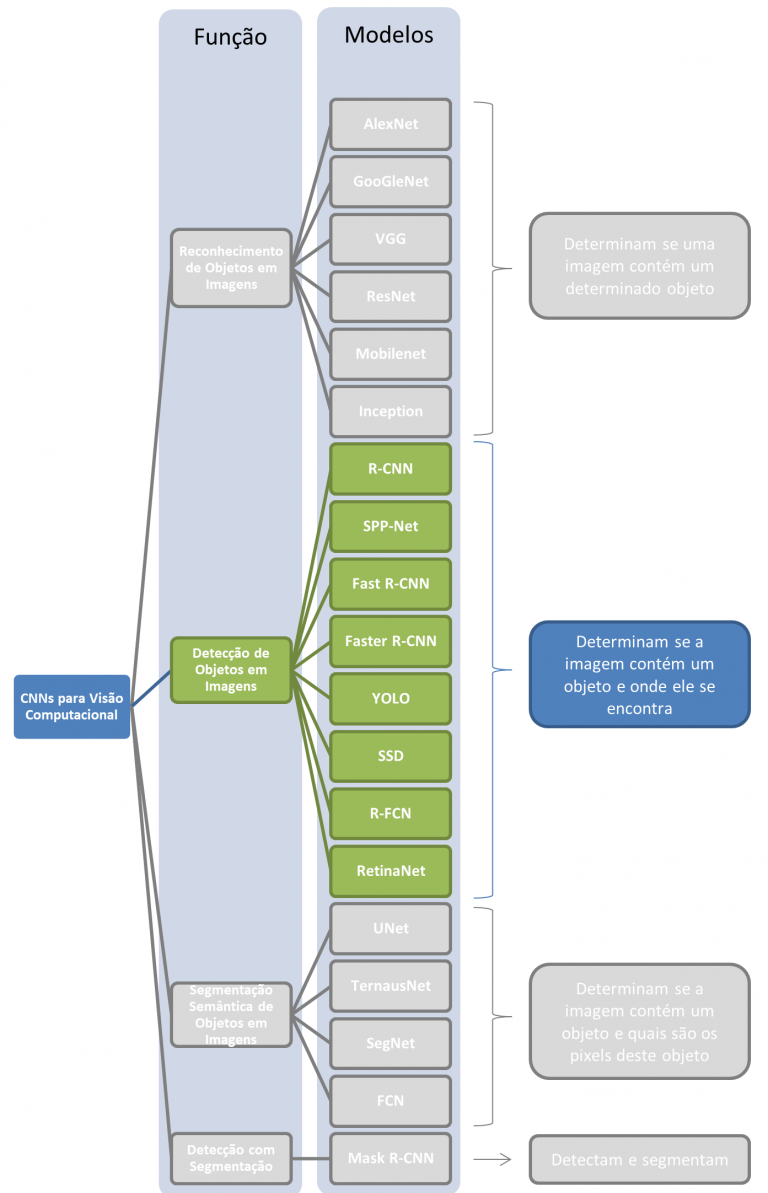 Função
Modelos
AlexNet
GooGleNet
VGG
ResNet
Mobilenet
Inception
Reconhecimento
de Objetos em
Imagens
Determinam se uma
imagem contém um
determinado objeto
R-CNN
SPP-Net
Fast R-CNN
Faster R-CNN
YOLO
SSD
R-FCN
RetinaNet
Detecção de
Objetos em
Imagens
Determinam se a
imagem contém um
objeto e onde ele se
encontra
CNNs para Visão
Computacional
UNet
TernausNet
SegNet
FCN
Segmentação
Semântica de
Objetos em
Imagens
Determinam se a
imagem contém um
objeto e quais são os
pixels deste objeto
Detecção com
Segmentação
Mask R-CNN
Detectam e segmentam